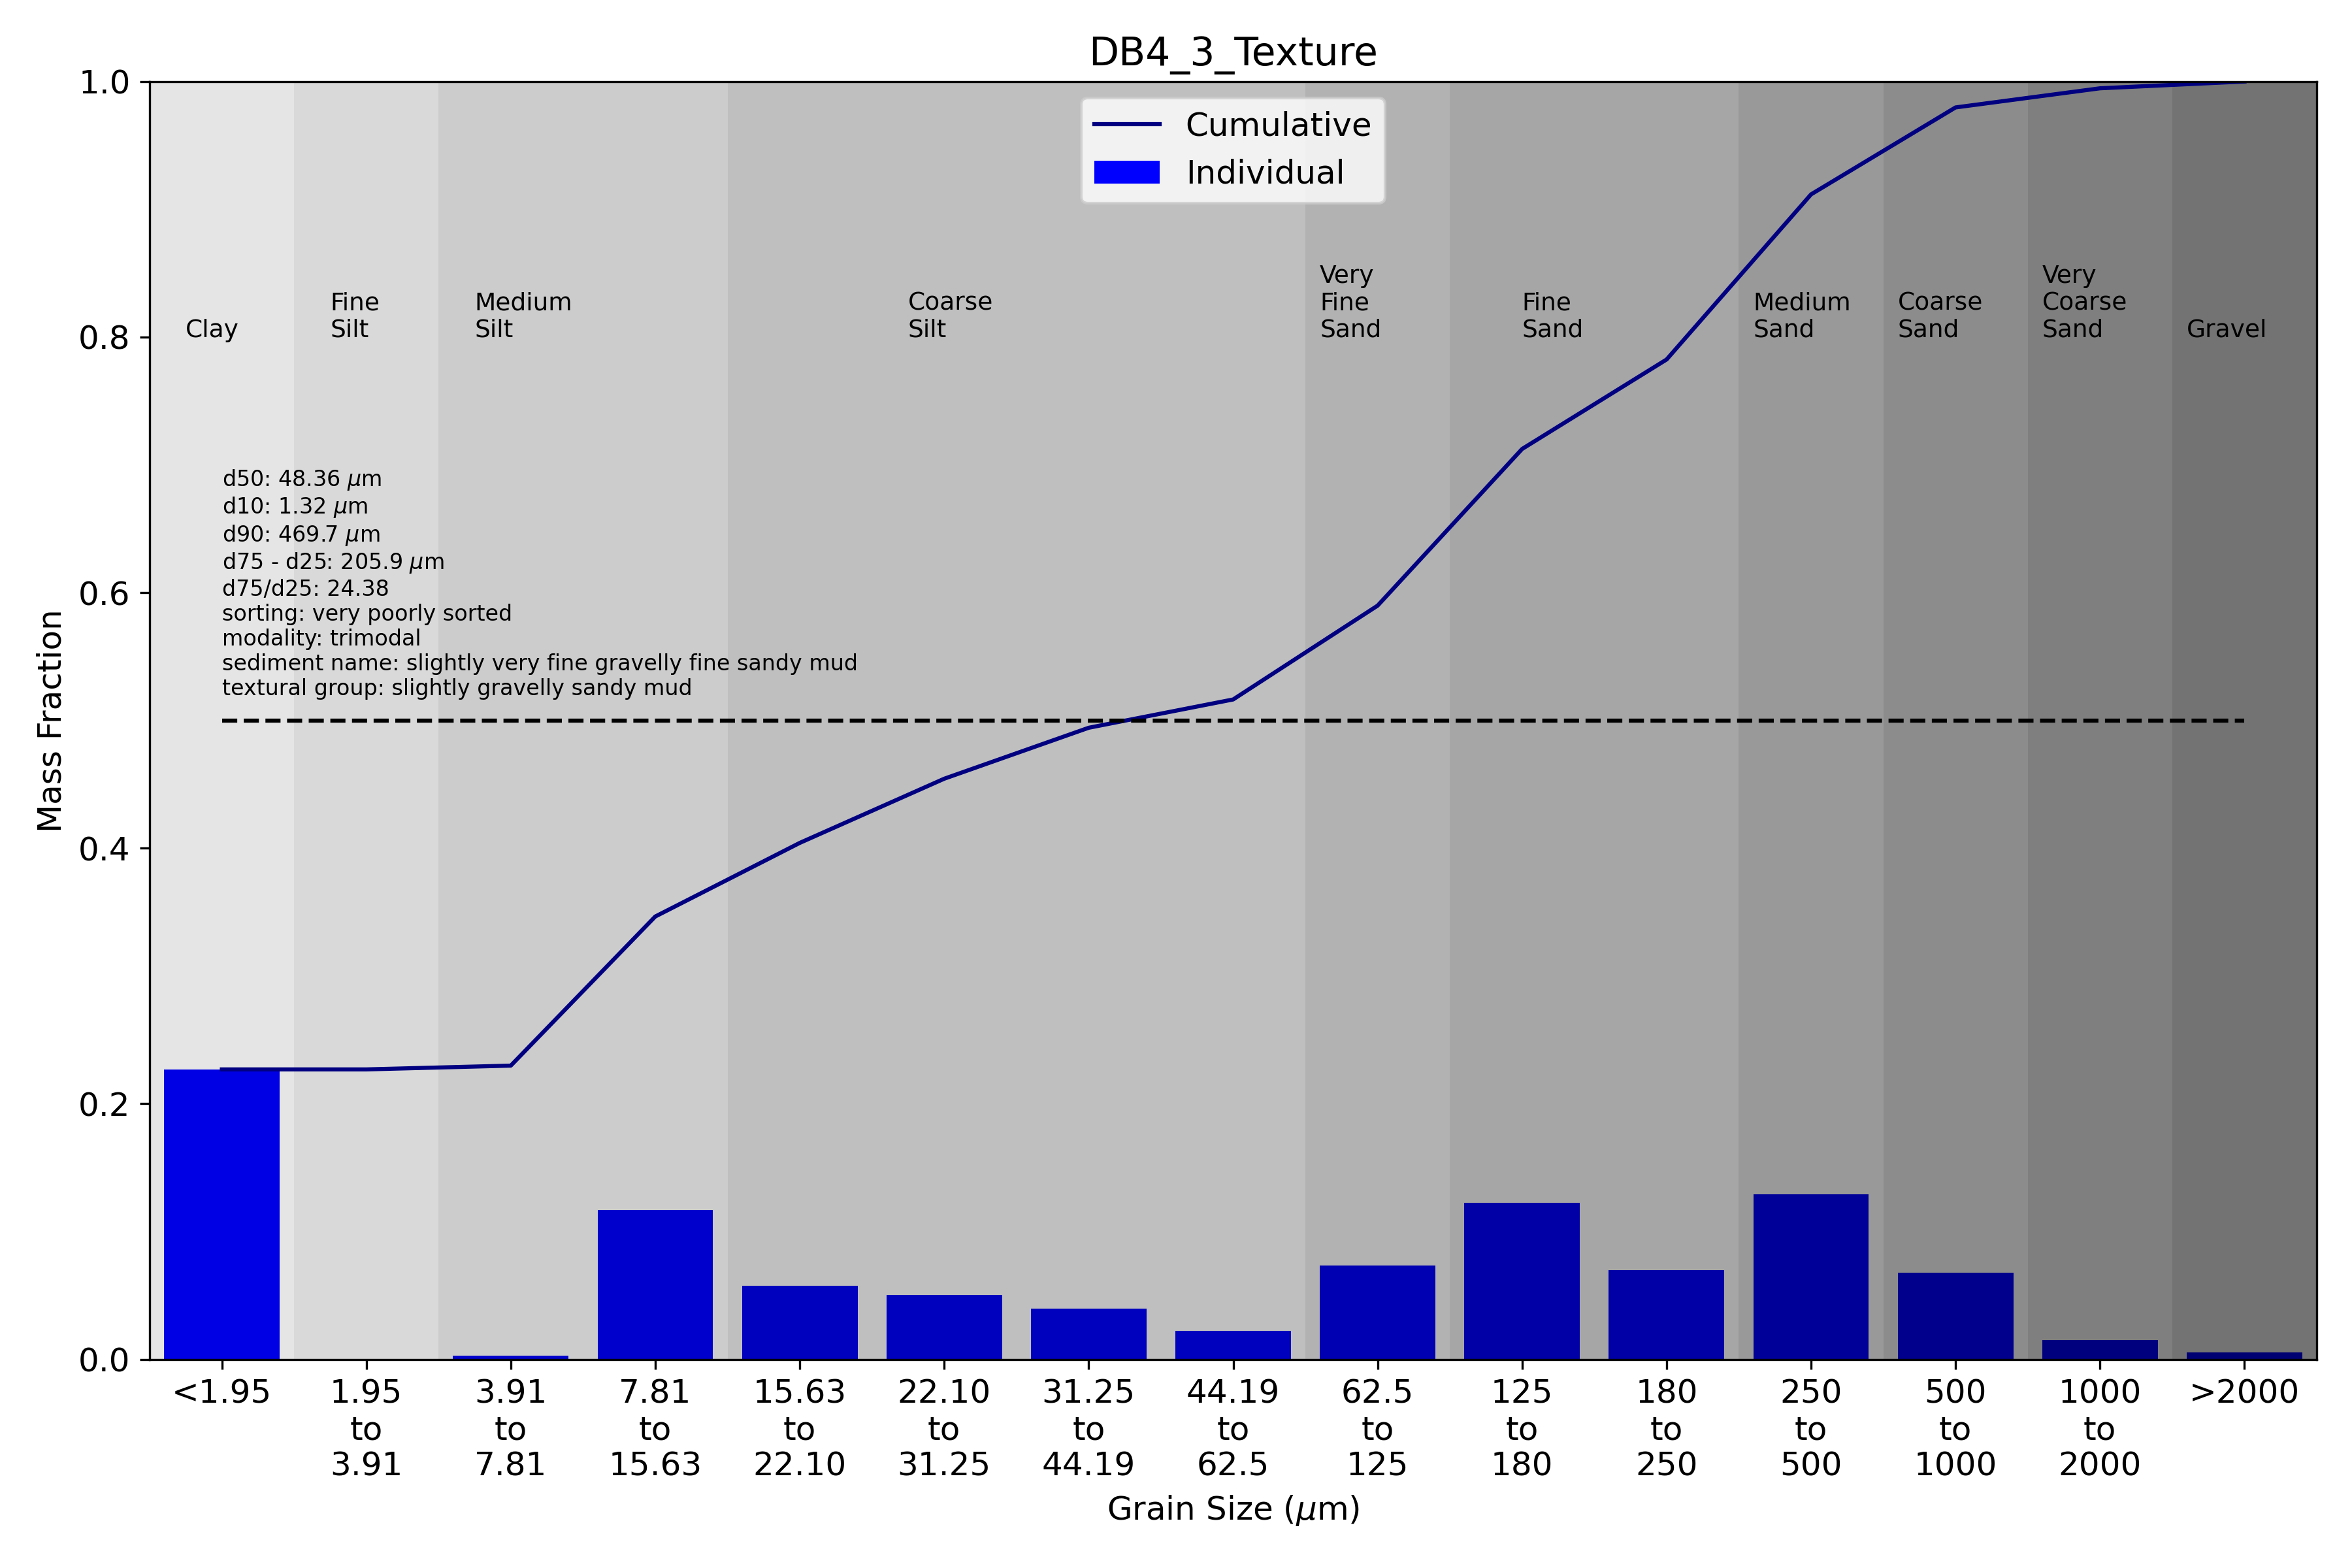 DB4_3_Texture
Cumulative
Individual
1.0
0.8
0.6
0.4
0.2
0.0
Mass Fraction
Clay
Fine
Silt
Medium
Silt
Coarse
Silt
Very
Fine
Sand
Fine
Sand
Medium
Sand
Coarse
Sand
Very
Coarse
Sand
Gravel
d50: 48.36 μm
d10: 1.32 μm
d90: 469.7 μm
d75 - d25: 205.9 μm
d75/d25: 24.38
sorting: very poorly sorted
modality: trimodal
sediment name: slightly very fine gravelly fine sandy mud
textural group: slightly gravelly sandy mud
<1.95
1.95
to
3.91
3.91
to
7.81
7.81
to
15.63
15.63
to
22.10
22.10
to
31.25
31.25
to
44.19
44.19
to
62.5
62.5
to
125
125
to
180
180
to
250
250
to
500
500
to
1000
1000
to
2000
>2000
Grain Size (μm)